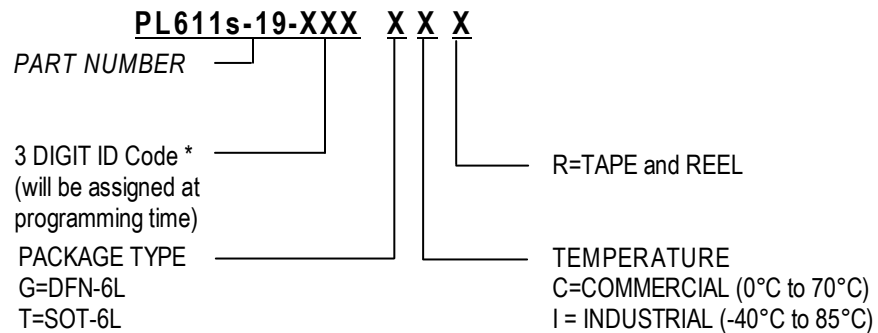 PL611s-19-XXX X X X
PART NUMBER
3 DIGIT ID Code *
(will be assigned at
programming time)
R=TAPE and REEL
PACKAGE TYPE
G=DFN-6L
T=SOT-6L
TEMPERATURE
C=COMMERCIAL (0°C to 70°C)
I = INDUSTRIAL (-40°C to 85°C)